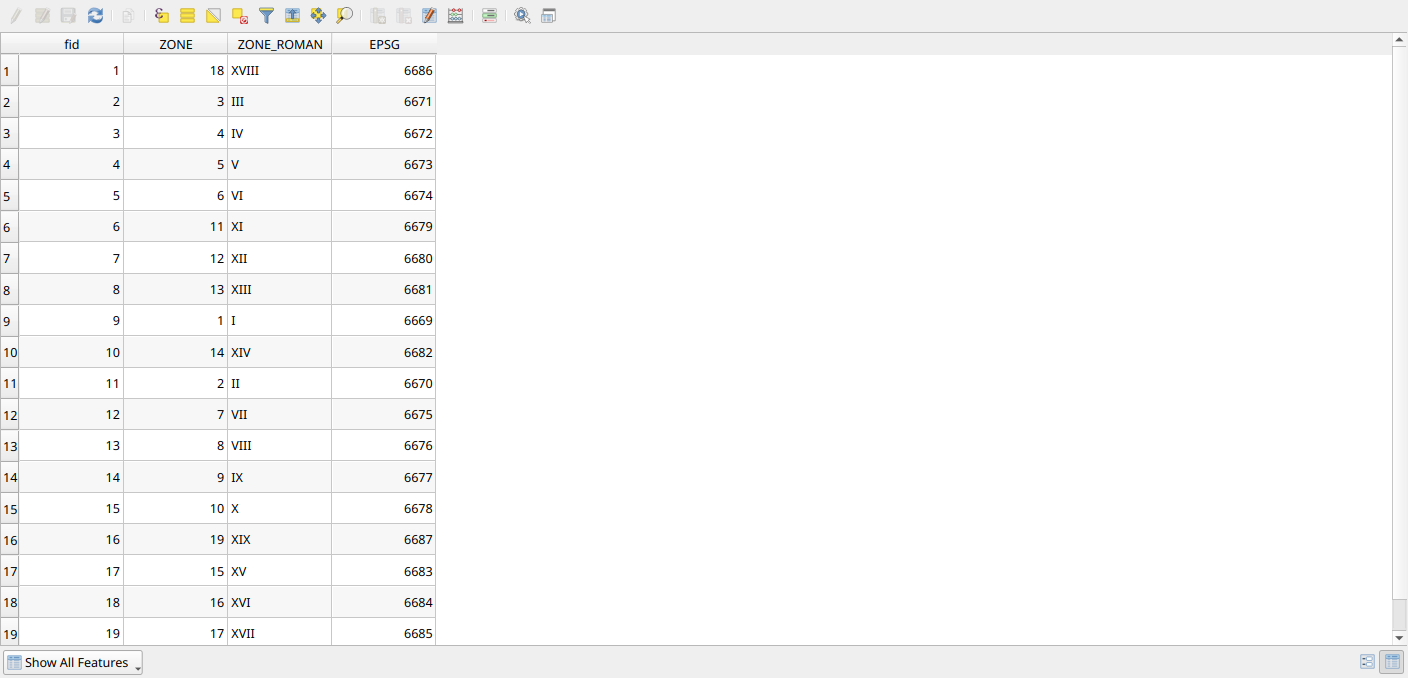 fid ZONE ZONE_ROMAN EPSG
1 1 18 XVIII 6686
2 2 3 III 6671
3 3 4 IV 6672
4 4 5 V 6673
5 5 6 VI 6674
6 6 11 XI 6679
7 7 12 XII 6680
8 8 13 XIII 6681
9 9 1 I 6669
10 10 14 XIV 6682
11 11 2 II 6670
12 12 7 VII 6675
13 13 8 VIII 6676
14 14 9 IX 6677
15 15 10 X 6678
16 16 19 XIX 6687
17 17 15 XV 6683
18 18 16 XVI 6684
19 19 17 XVII 6685
Show All Features